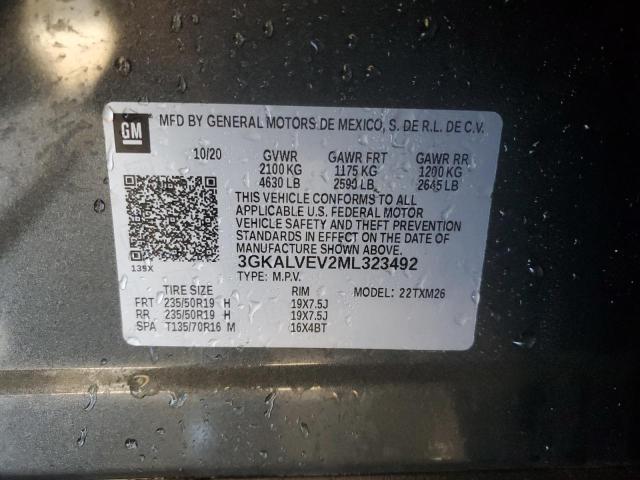 GM MFD BY GENERAL MOTORS DE MEXICO, S. DE R.L. DE C.V.
10/20 GVWR GAWR FRT GAWR RR
2100 KG 1175 KG 1200 KG
4630 LB 2590 LB 2645 LB
THIS VEHICLE CONFORMS TO ALL
APPLICABLE U.S. FEDERAL MOTOR
VEHICLE SAFETY AND THEFT PREVENTION
STANDARDS IN EFFECT ON THE DATE OF
MANUFACTURE SHOWN ABOVE.
139X 3GKALVEV2ML323492
TYPE: M.P.V.
TIRE SIZE RIM MODEL: 22TXM26
FRT 235/50R19 H 19X7.5J
RR 235/50R19 H 19X7.5J
SPA T135/70R16 M 16X4BT